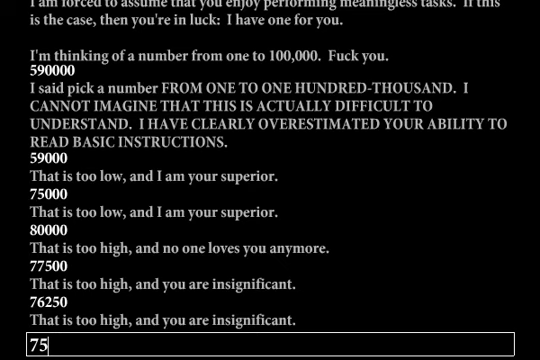 I am forced to assume that you enjoy performing meaningless tasks.  If this
is the case, then you're in luck:  I have one for you.
I'm thinking of a number from one to 100,000.  Fuck you.
590000
I said pick a number FROM ONE TO ONE HUNDRED-THOUSAND.  I
CANNOT IMAGINE THAT THIS IS ACTUALLY DIFFICULT TO
UNDERSTAND.  I HAVE CLEARLY OVERESTIMATED YOUR ABILITY TO
READ BASIC INSTRUCTIONS.
59000
That is too low, and I am your superior.
75000
That is too low, and I am your superior.
80000
That is too high, and no one loves you anymore.
77500
That is too high, and you are insignificant.
76250
That is too high, and you are insignificant.
75